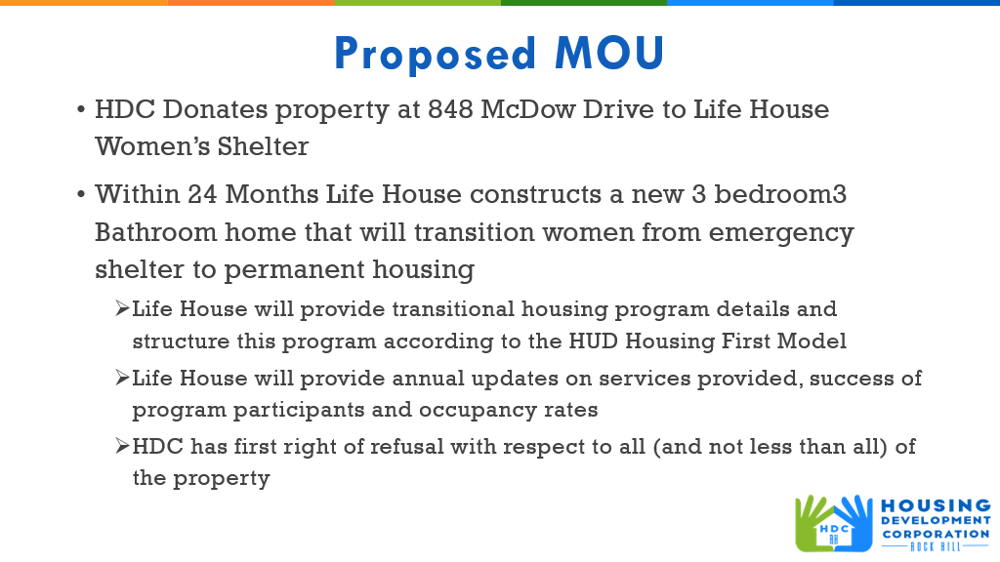 Proposed MOU
• HDC Donates property at 848 McDow Drive to Life House
Women’s Shelter
• Within 24 Months Life House constructs a new 3 bedroom3
Bathroom home that will transition women from emergency
shelter to permanent housing
➢Life House will provide transitional housing program details and
structure this program according to the HUD Housing First Model
➢Life House will provide annual updates on services provided, success of
program participants and occupancy rates
➢HDC has first right of refusal with respect to all (and not less than all) of
the property
HDC
RH
HOUSING
DEVELOPMENT
CORPORATION
ROCK HILL